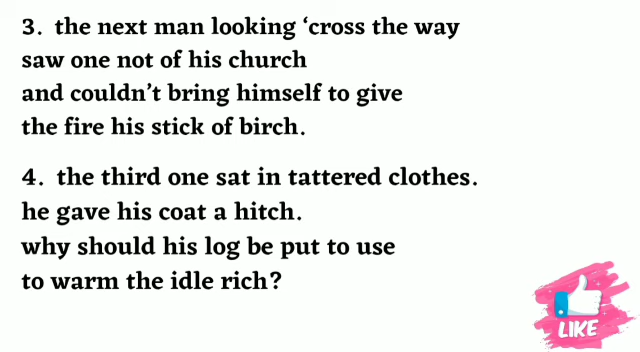 3. the next man looking ‘cross the way
saw one not of his church
and couldn’t bring himself to give
the fire his stick of birch.
4. the third one sat in tattered clothes.
he gave his coat a hitch.
why should his log be put to use
to warm the idle rich?
LIKE